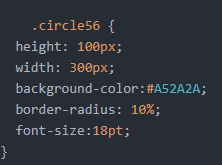 .circle56 {
height: 100px;
width: 300px;
background-color:#A52A2A;
border-radius: 10%;
font-size:18pt;
}